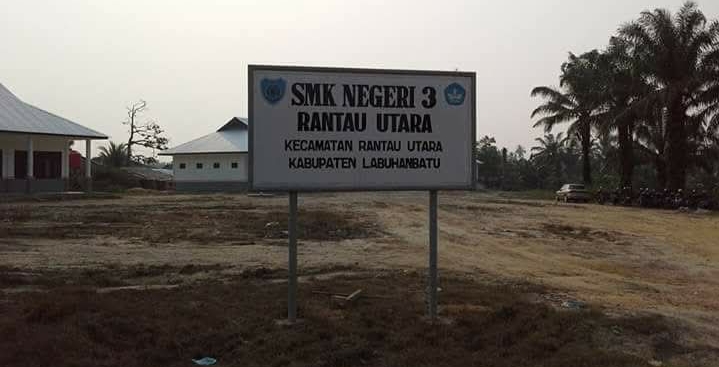 SMK NEGERI 3
RANTAU UTARA
KECAMATAN RANTAU UTARA
KABUPATEN LABUHANBATU